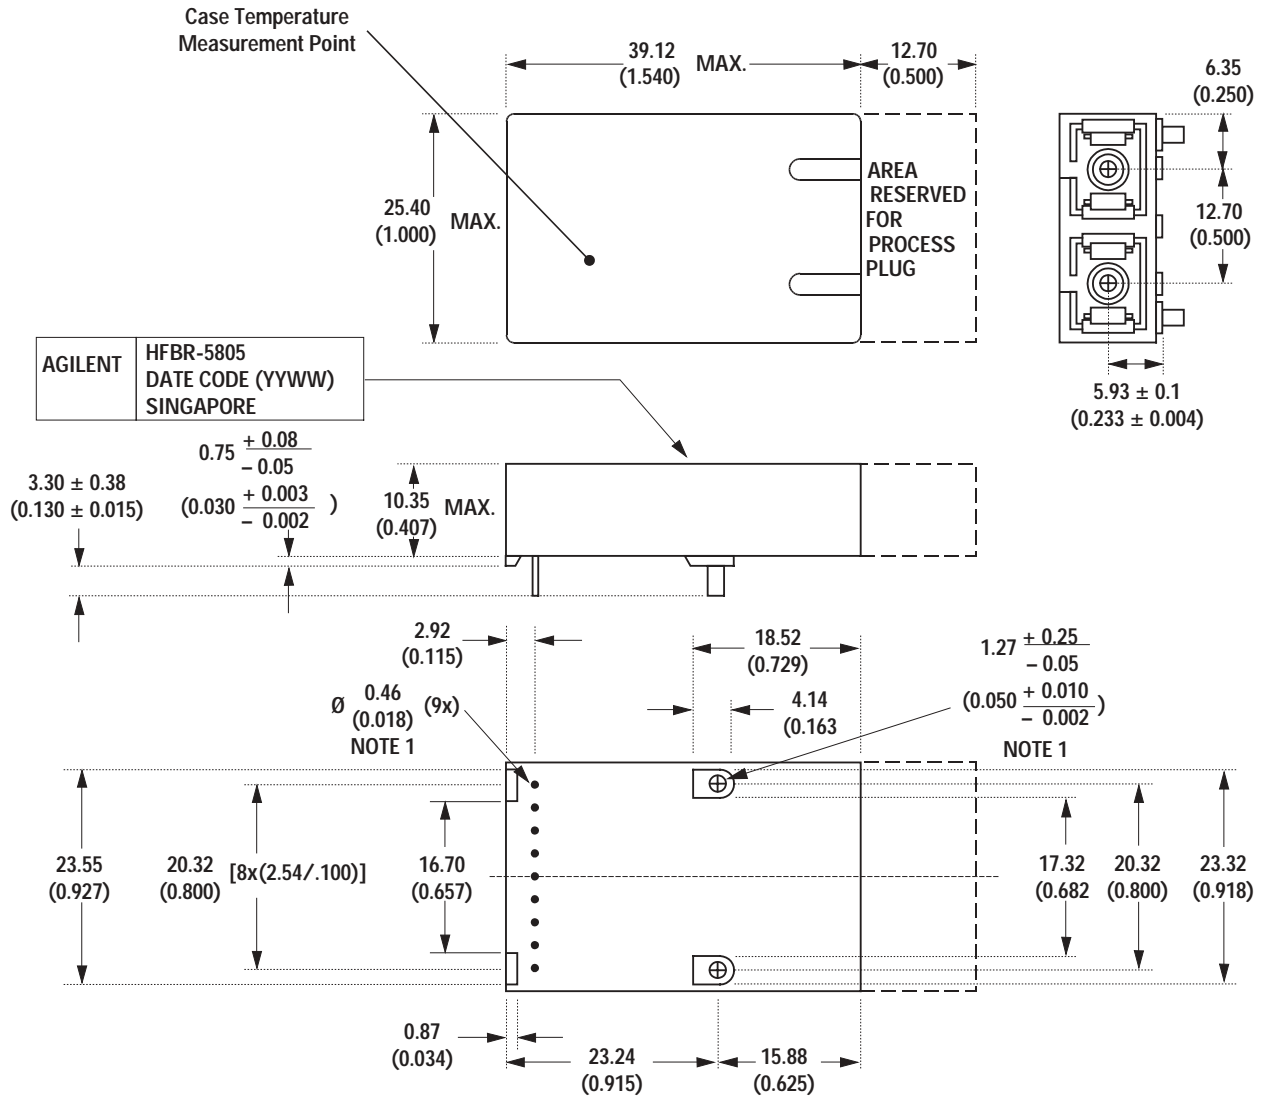 Case Temperature
Measurement Point
39.12
(1.540)
MAX.
12.70
(0.500)
6.35
(0.250)
25.40
(1.000)
MAX.
AREA
RESERVED
FOR
PROCESS
PLUG
12.70
(0.500)
5.93 ± 0.1
(0.233 ± 0.004)
AGILENT
HFBR-5805
DATE CODE (YYWW)
SINGAPORE
3.30 ± 0.38
(0.130 ± 0.015)
0.75 + 0.08
– 0.05
(0.030 + 0.003
– 0.002 )
10.35
(0.407)
MAX.
2.92
(0.115)
Ø 0.46
(0.018) (9x)
NOTE 1
18.52
(0.729)
4.14
(0.163
1.27 + 0.25
– 0.05
(0.050 + 0.010
– 0.002 )
NOTE 1
23.55
(0.927)
20.32
(0.800)
[8x(2.54/.100)]
16.70
(0.657)
17.32
(0.682
20.32
(0.800)
23.32
(0.918)
0.87
(0.034)
23.24
(0.915)
15.88
(0.625)